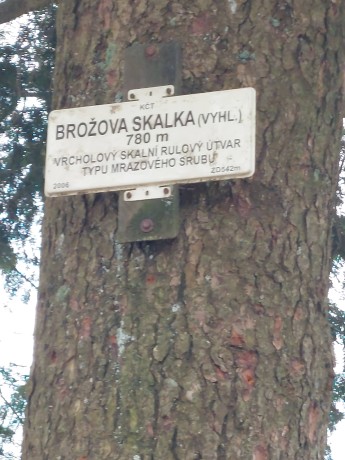 KČT
BROŽOVA SKALKA (VYHL.)
780 m
VRCHOLOVÝ SKALNÍ RULOVÝ ÚTVAR
TYPU MRAZOVÉHO SRUBU
2006 ZO542m